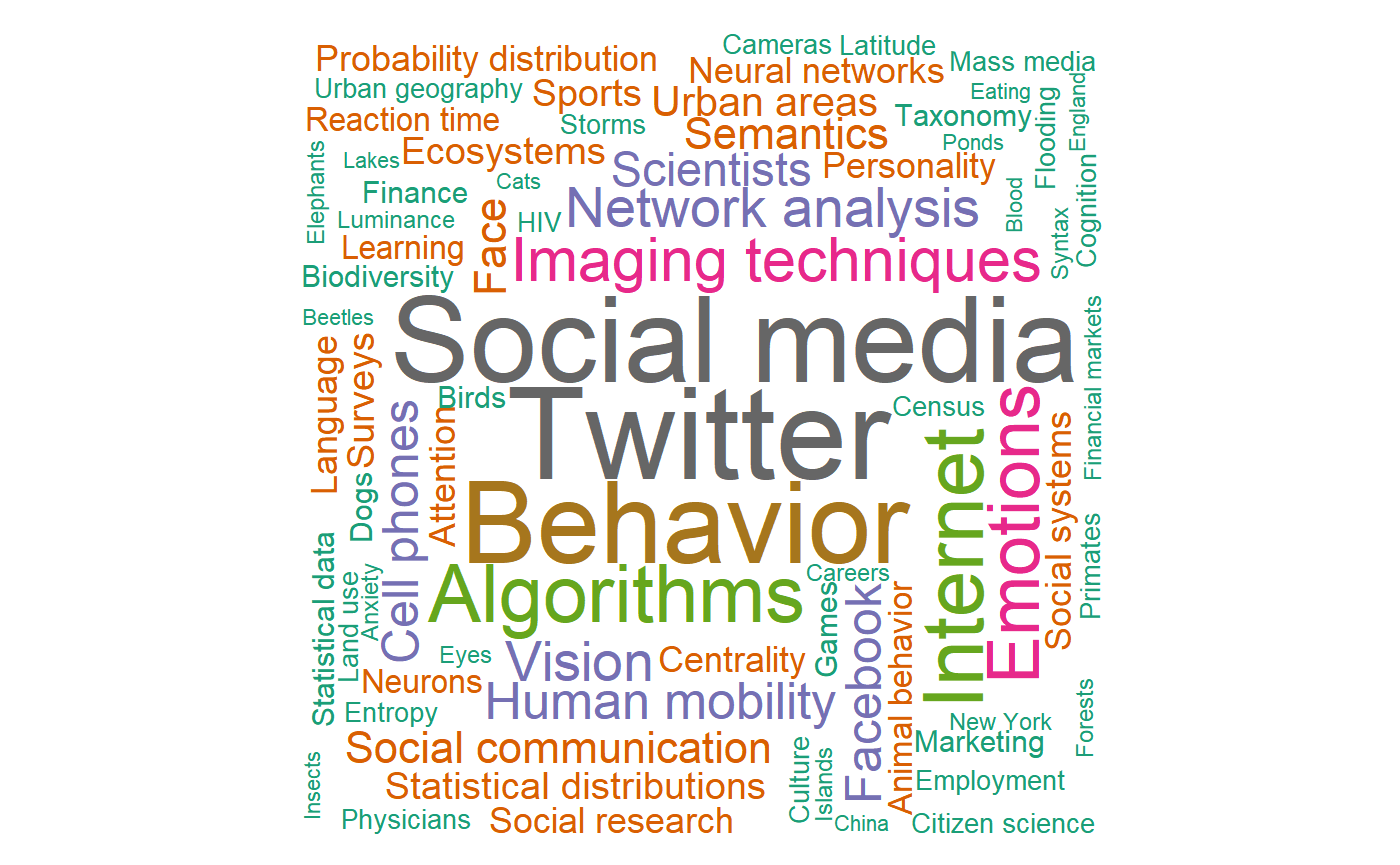 Cameras
Latitude
Probability distribution
Neural networks
Mass media
Urban geography
Sports
Urban areas
Eating
England
Reaction time
Storms
Semantics
Taxonomy
Flooding
Ponds
Elephants
Lakes
Ecosystems
Scientists
Personality
Cognition
Finance
Cats
Blood
Luminance
Face
HIV
Network analysis
Syntax
Learning
Imaging techniques
Biodiversity
Beetles
Social media
Financial markets
Language
Surveys
Birds
Twitter
Census
Emotions
Cell phones
Attention
Internet
Social systems
Dogs
Behavior
Primates
Statistical data
Land use
Anxiety
Algorithms
Careers
Games
Facebook
Animal behavior
Eyes
Vision
Centrality
Neurons
Human mobility
Entropy
New York
Forests
Social communication
Marketing
Insects
Culture
Islands
Statistical distributions
Employment
Physicians
Social research
China
Citizen science